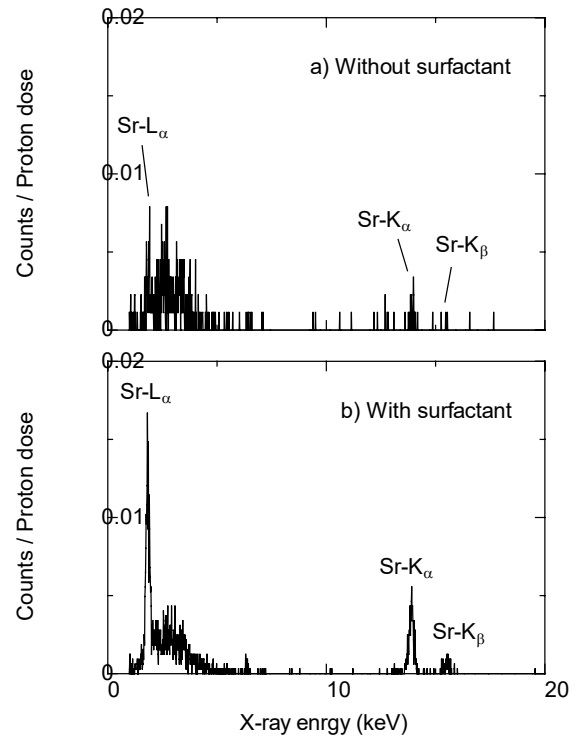 0.02
a) Without surfactant
Sr-Lα
0.01
Sr-Kα
Sr-Kβ
0
Counts / Proton dose
0.02
Sr-Lα
b) With surfactant
0.01
Sr-Kα
Sr-Kβ
0
Counts / Proton dose
0 10 20
X-ray enrgy (keV)